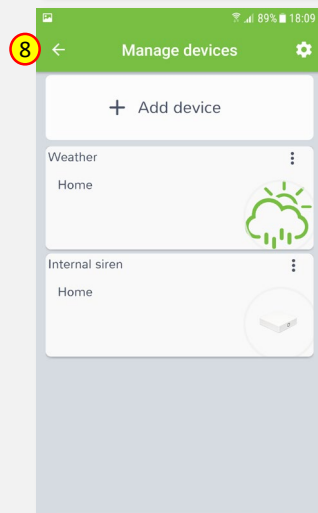 89% 18:09
8
Manage devices
+ Add device
Weather
Home
Internal siren
Home